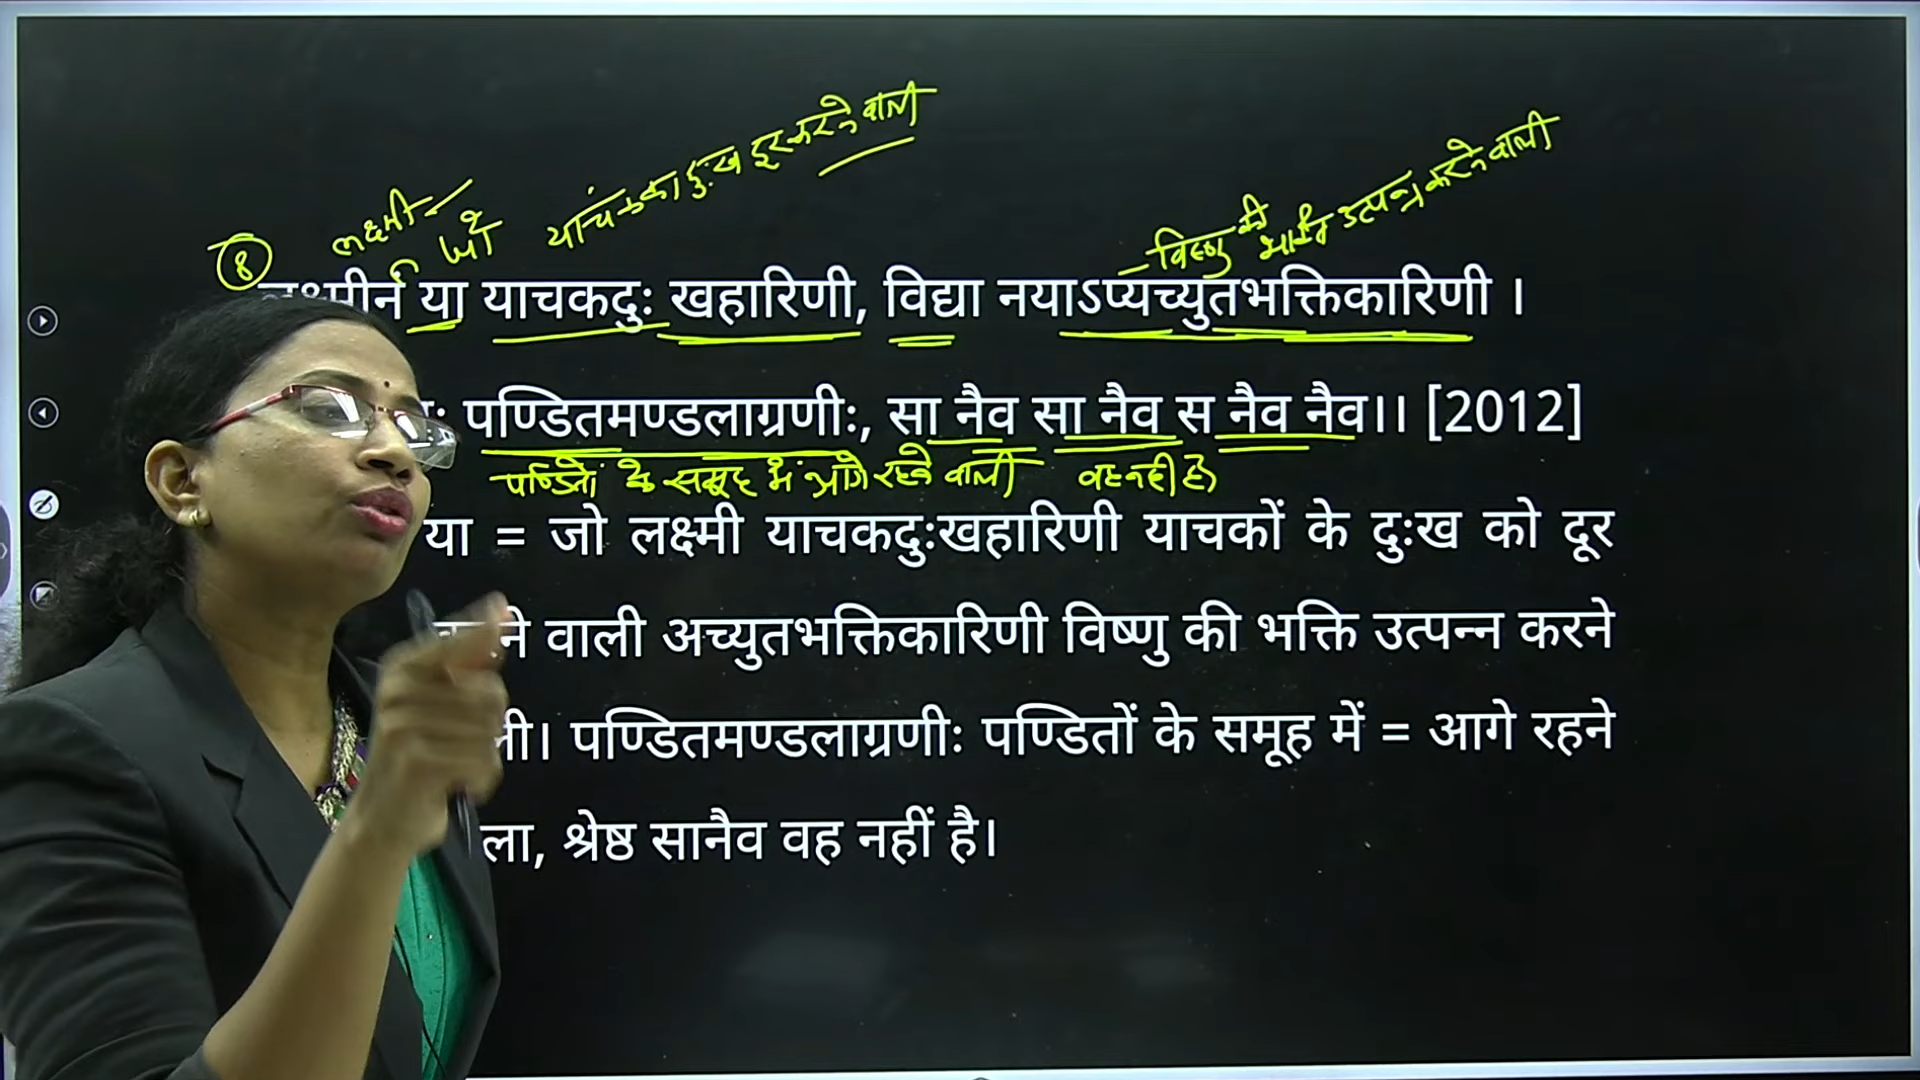 लक्ष्मी
जो
याचक का दुःख दूर करने वाली
विष्णु की भक्ति उत्पन्न करने वाली
8
लक्ष्मीर्न या याचकदुः खहारिणी, विद्या नयाऽप्यच्युतभक्तिकारिणी ।
पण्डितमण्डलाग्रणीः, सा नैव सा नैव स नैव नैव।। [2012]
पण्डितो के समूह में आगे रहने वाली वह नही है
या = जो लक्ष्मी याचकदुःखहारिणी याचकों के दुःख को दूर
वाली अच्युतभक्तिकारिणी विष्णु की भक्ति उत्पन्न करने
पण्डितमण्डलाग्रणीः पण्डितों के समूह में = आगे रहने
ला, श्रेष्ठ सानैव वह नहीं है।